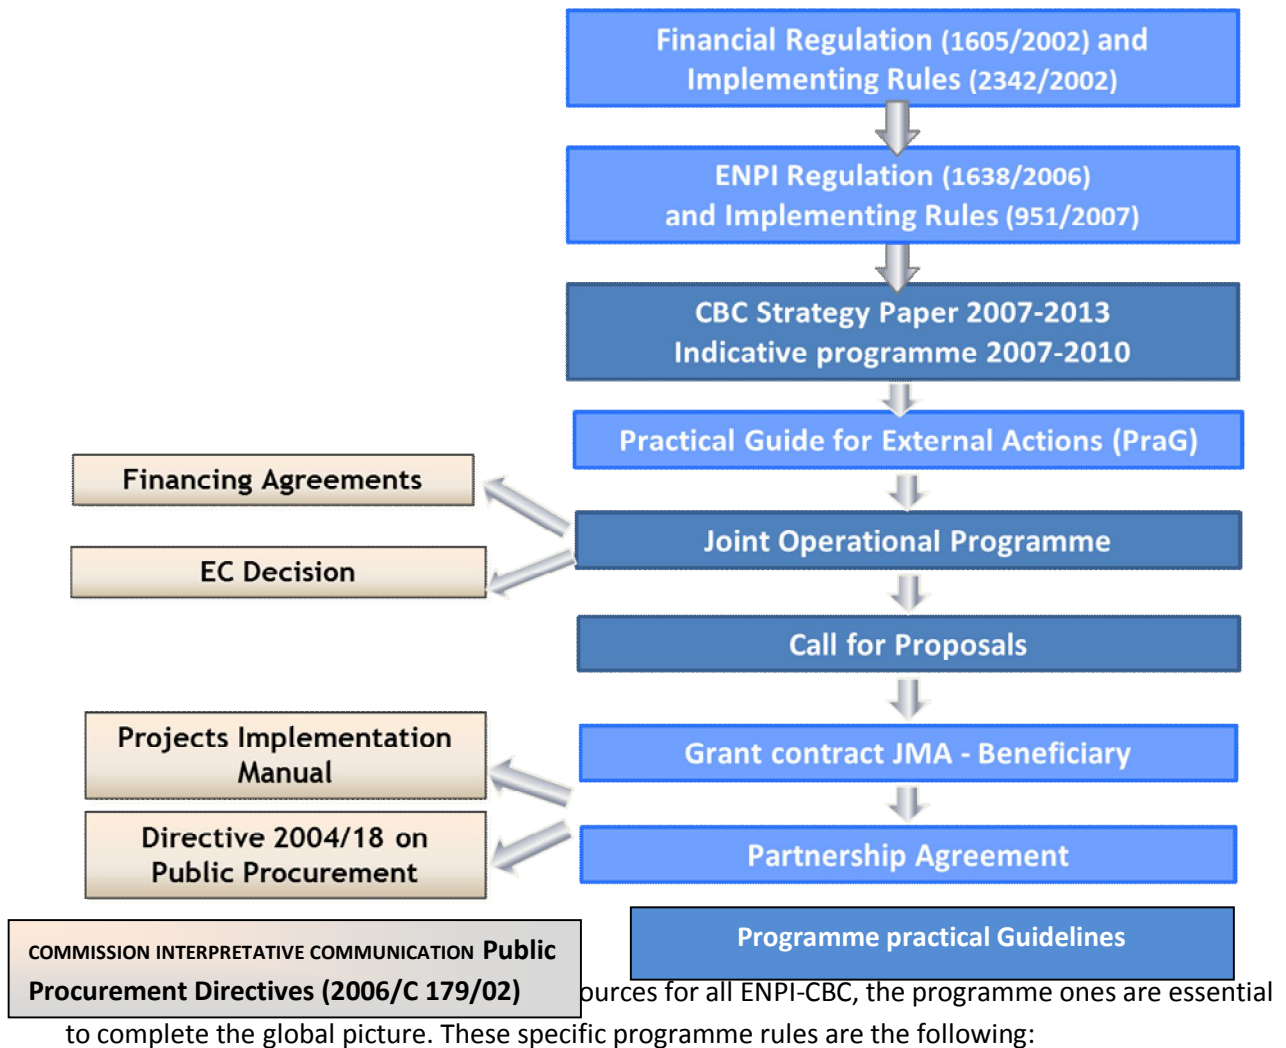 Financial Regulation (1605/2002) and
Implementing Rules (2342/2002)
ENPI Regulation (1638/2006)
and Implementing Rules (951/2007)
CBC Strategy Paper 2007-2013
Indicative programme 2007-2010
Practical Guide for External Actions (PraG)
Financing Agreements
Joint Operational Programme
EC Decision
Call for Proposals
Projects Implementation
Manual
Grant contract JMA - Beneficiary
Directive 2004/18 on
Public Procurement
Partnership Agreement
COMMISSION INTERPRETATIVE COMMUNICATION Public
Procurement Directives (2006/C 179/02)
Programme practical Guidelines
for all ENPI-CBC, the programme ones are essential
to complete the global picture. These specific programme rules are the following: